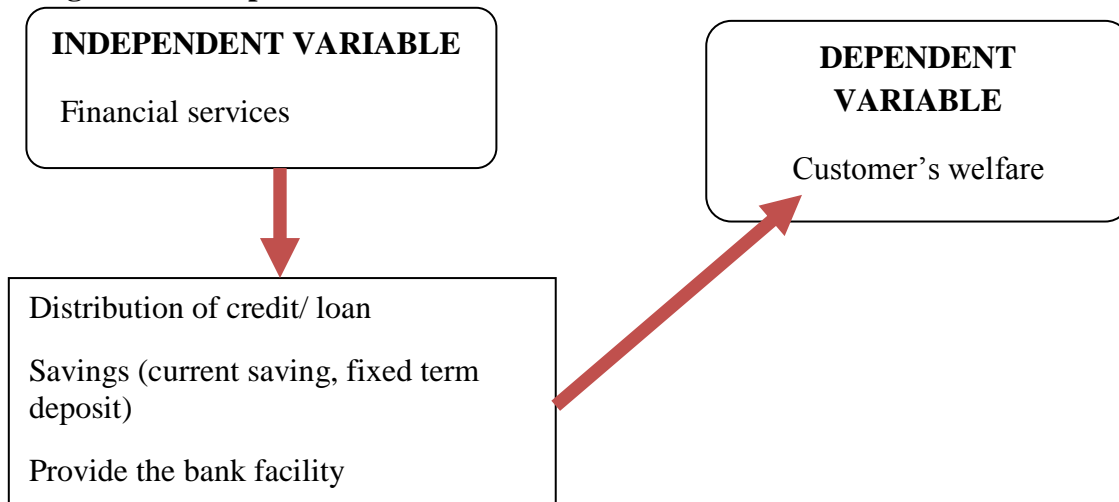 INDEPENDENT VARIABLE
Financial services
DEPENDENT
VARIABLE
Customer’s welfare
Distribution of credit/ loan
Savings (current saving, fixed term
deposit)
Provide the bank facility